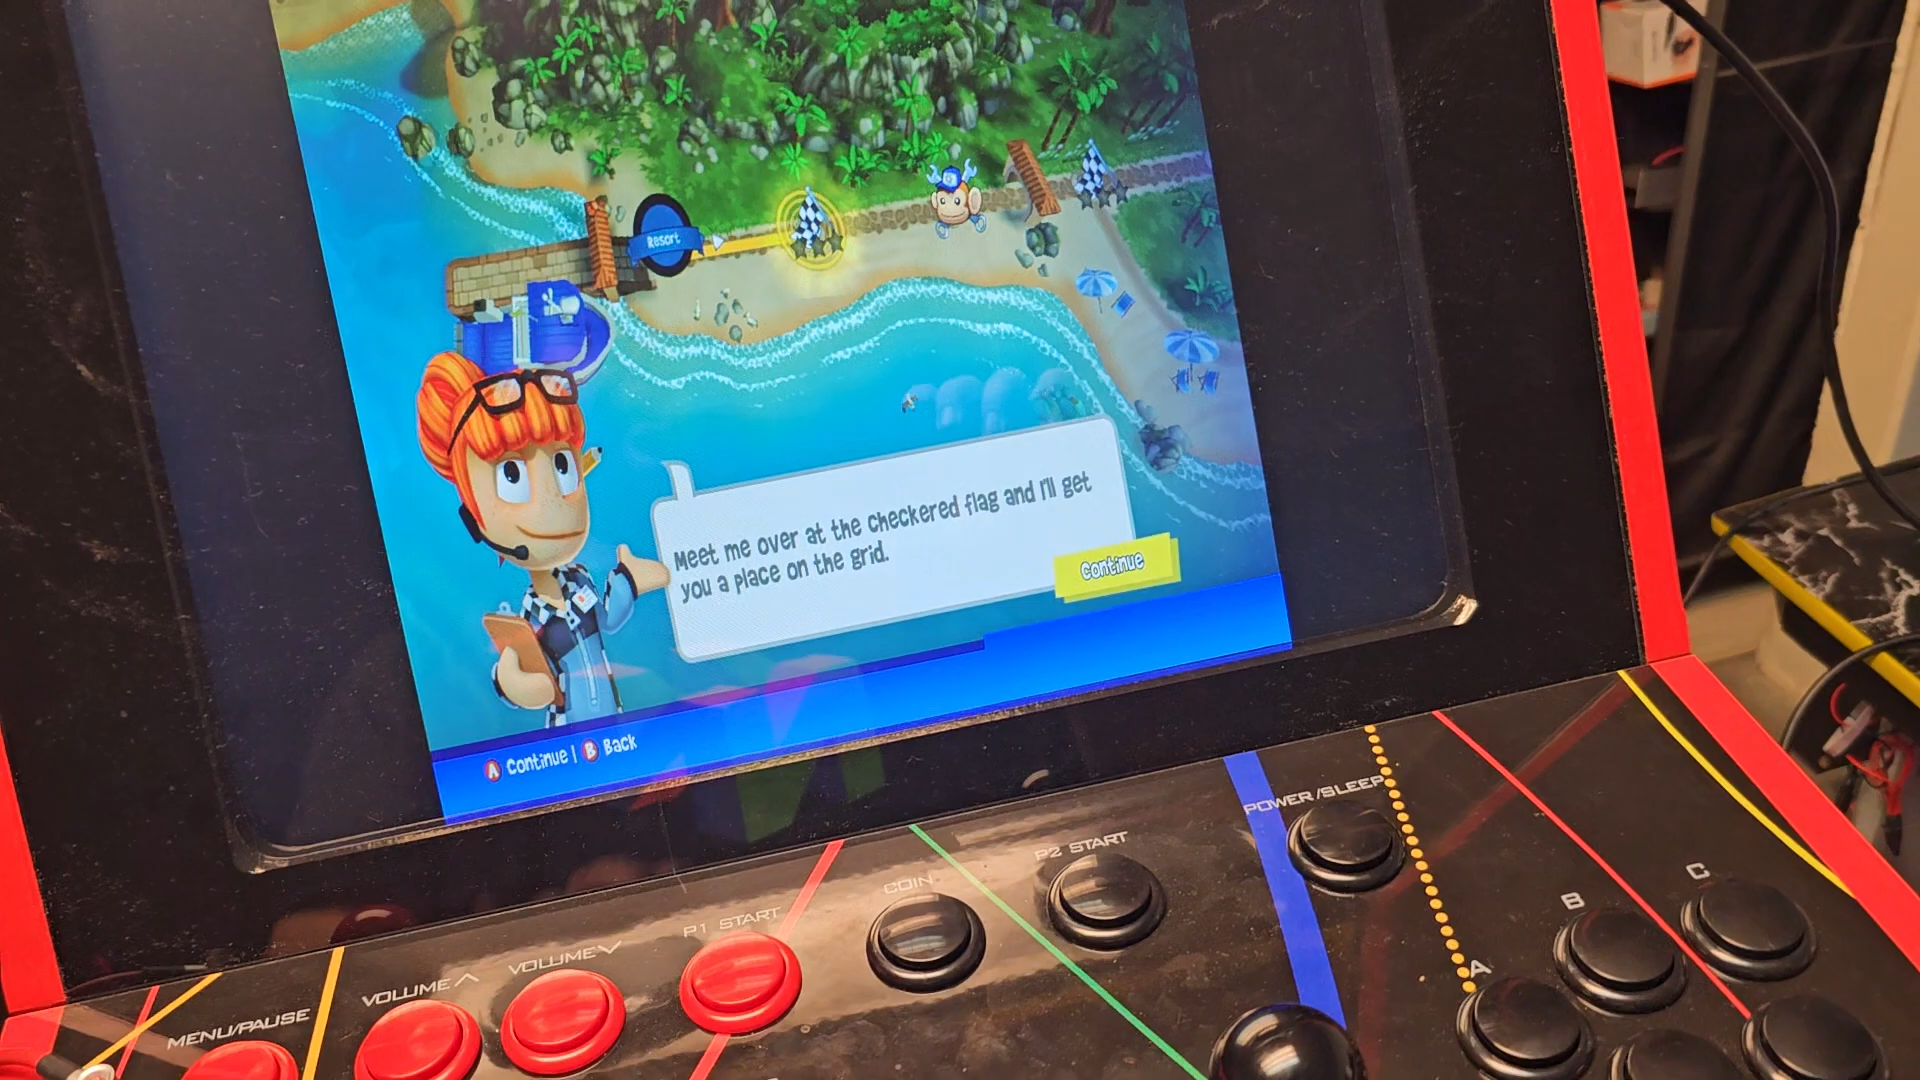 Resort
Meet me over at the checkered flag and I'll get
you a place on the grid.
Continue
A Continue | B Back
POWER/SLEEP
P2 START
COIN
P1 START
VOLUME
VOLUME
MENU/PAUSE
A
B
C